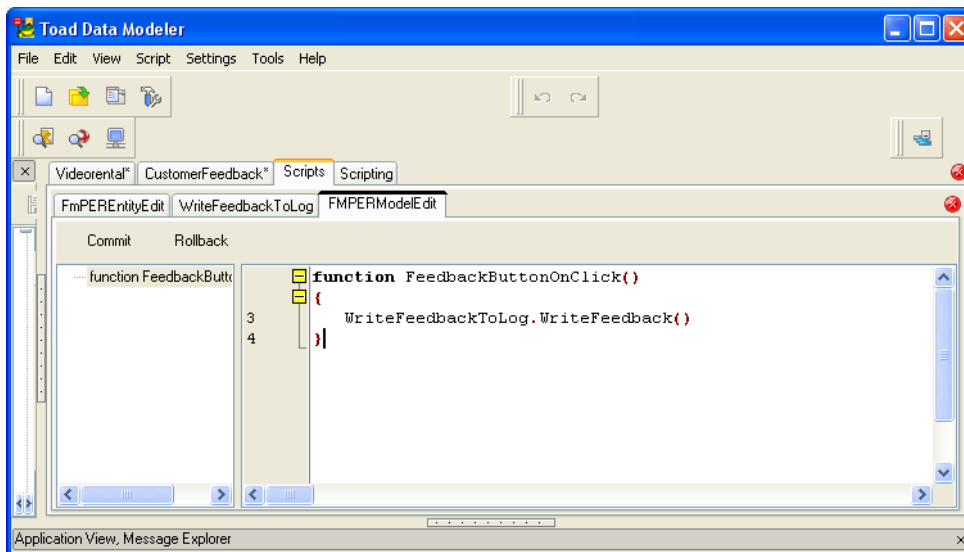 Toad Data Modeler
File Edit View Script Settings Tools Help
Videorental* CustomerFeedback* Scripts Scripting
FmPEREntityEdit WriteFeedbackToLog FMPERModelEdit
Commit Rollback
function FeedbackButt
function FeedbackButtonOnClick()
{
3 WriteFeedbackToLog.WriteFeedback()
4 }
Application View, Message Explorer